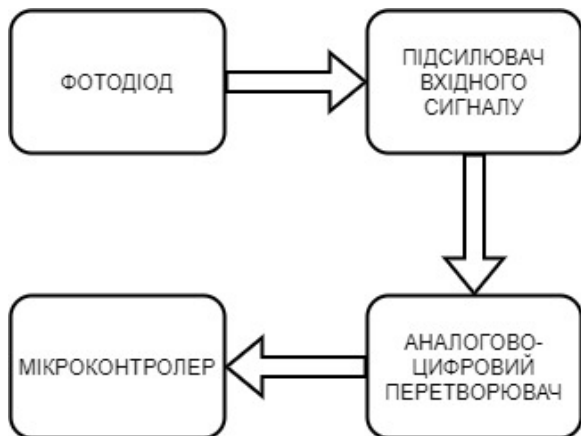 ФОТОДІОД
ПІДСИЛЮВАЧ
ВХІДНОГО
СИГНАЛУ
МІКРОКОНТРОЛЕР
АНАЛОГОВО-
ЦИФРОВИЙ
ПЕРЕТВОРЮВАЧ